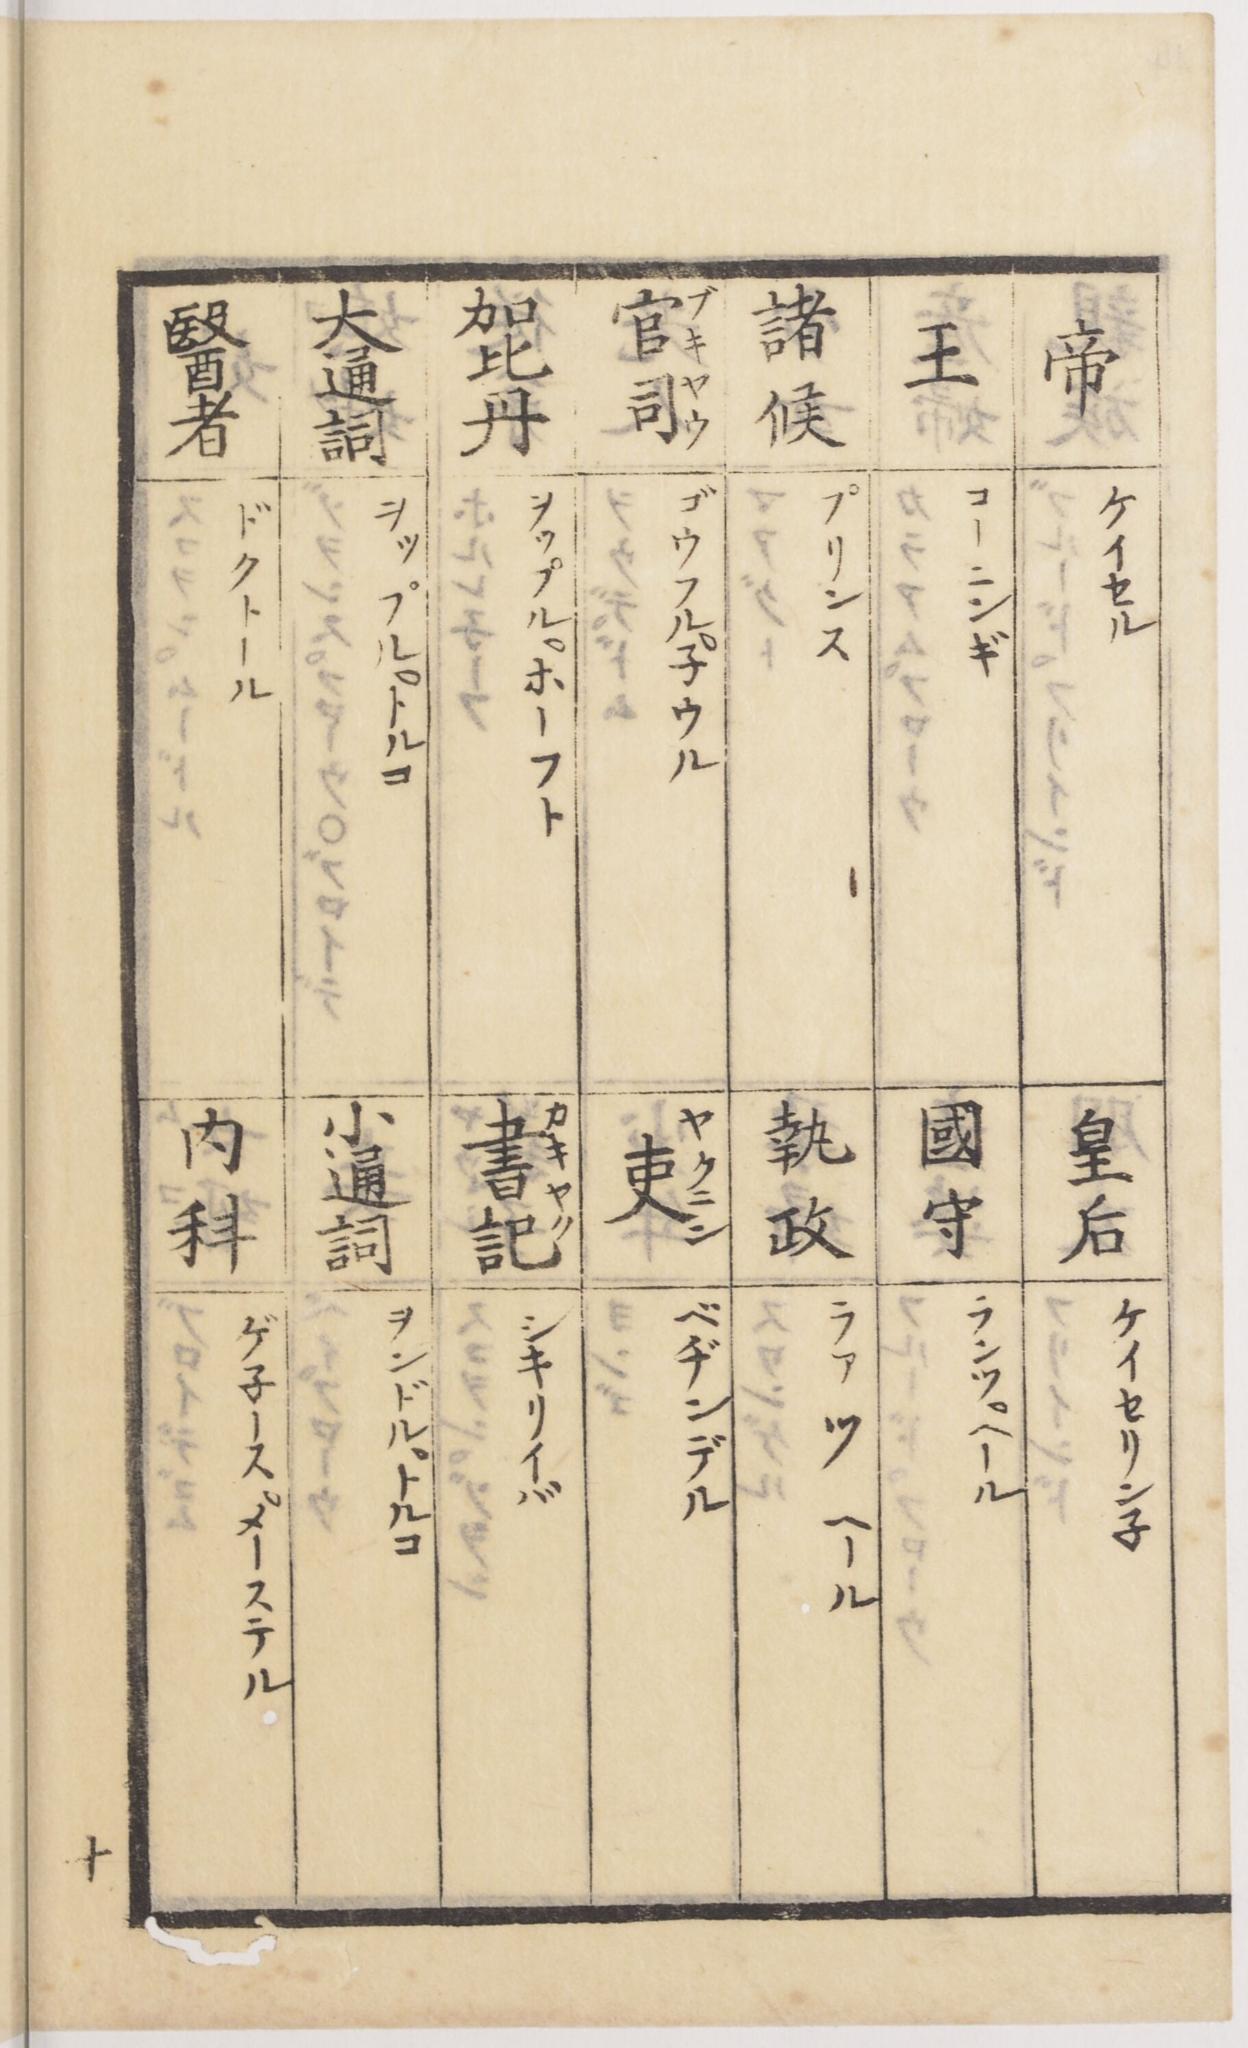 帝
ケイセル
王
コーニンギ
諸候
プリンス
官司
ブキヤウ
ゴウフル゜子ウル
加比丹
ヲップル゜ホーフト
大通詞
ヲップル゜トルコ
醫者
ドクトール
皇后
ケイセリン子
國守
ランツ゜ヘール
執政
ラァツ ヘール
吏
ヤクニン
ベヂンデル
書記
カキヤク
シキリイバ
小通詞
ヲンドル゜トルコ
内科
ゲ子ース゜メーステル
十